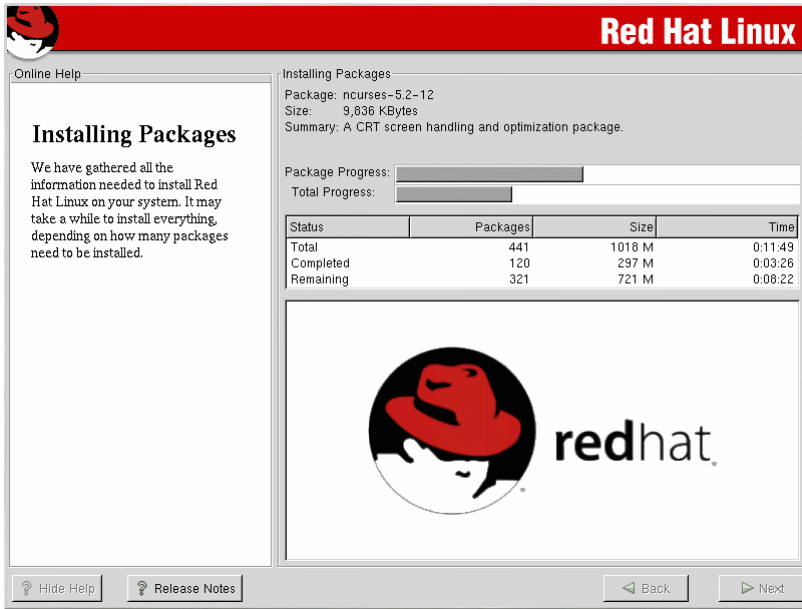 Red Hat Linux
Online Help
Installing Packages
We have gathered all the
information needed to install Red
Hat Linux on your system. It may
take a while to install everything,
depending on how many packages
need to be installed.
Installing Packages
Package: ncurses-5.2-12
Size: 9,836 KBytes
Summary: A CRT screen handling and optimization package.
Package Progress:
Total Progress:
Status Packages Size Time
Total 441 1018 M 0:11:49
Completed 120 297 M 0:03:26
Remaining 321 721 M 0:08:22
redhat
Hide Help Release Notes Back Next